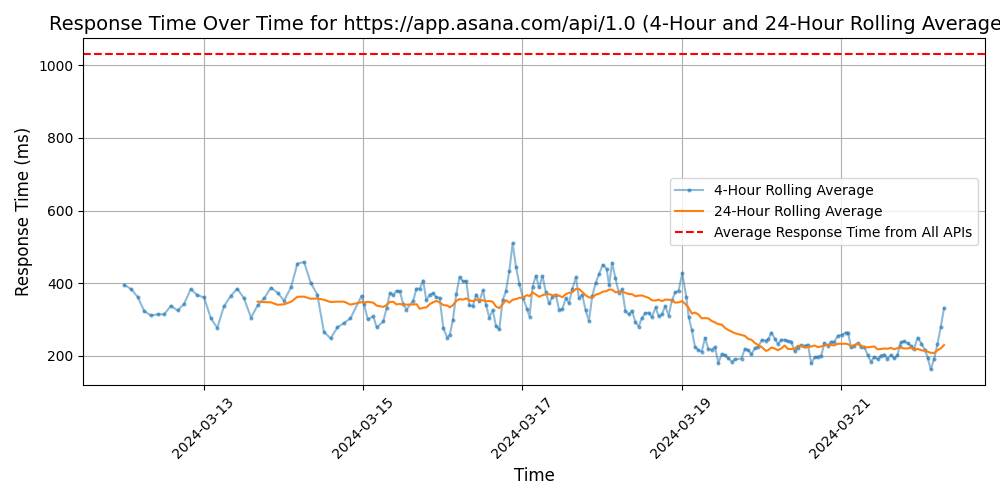 Response Time Over Time for https://app.asana.com/api/1.0 (4-Hour and 24-Hour Rolling Average
Response Time (ms)
1000
800
600
400
200
4-Hour Rolling Average
24-Hour Rolling Average
Average Response Time from All APIs
2024-03-13
2024-03-15
2024-03-17
2024-03-19
2024-03-21
Time